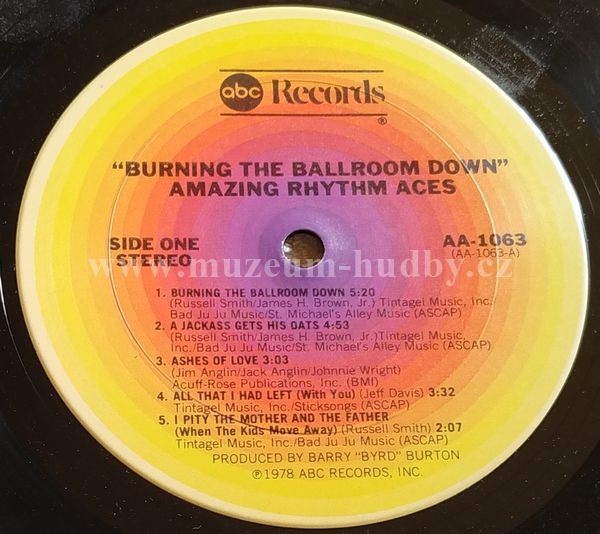 abc Records
®
"BURNING THE BALLROOM DOWN"
AMAZING RHYTHM ACES
SIDE ONE
STEREO
AA-1063
(AA-1063-A)
www.muzeum-hudby.cz
1. BURNING THE BALLROOM DOWN 5:20
(Russell Smith/James H. Brown, Jr.) Tintagel Music, Inc./
Bad Ju Ju Music/St. Michael's Alley Music (ASCAP)
2. A JACKASS GETS HIS OATS 4:53
(Russell Smith/James H. Brown, Jr.)Tintagel Music,
Inc./Bad Ju Ju Music/St. Michael's Alley Music (ASCAP)
3. ASHES OF LOVE 3:03
(Jim Anglin/Jack Anglin/Johnnie Wright)
Acuff-Rose Publications, Inc. (BMI)
4. ALL THAT I HAD LEFT (With You) (Jeff Davis) 3:32
Tintagel Music, Inc./Sticksongs (ASCAP)
5. I PITY THE MOTHER AND THE FATHER
(When The Kids Move Away) (Russell Smith) 2:07
Tintagel Music, Inc./Bad Ju Ju Music (ASCAP)
PRODUCED BY BARRY "BYRD" BURTON
℗1978 ABC RECORDS, INC.